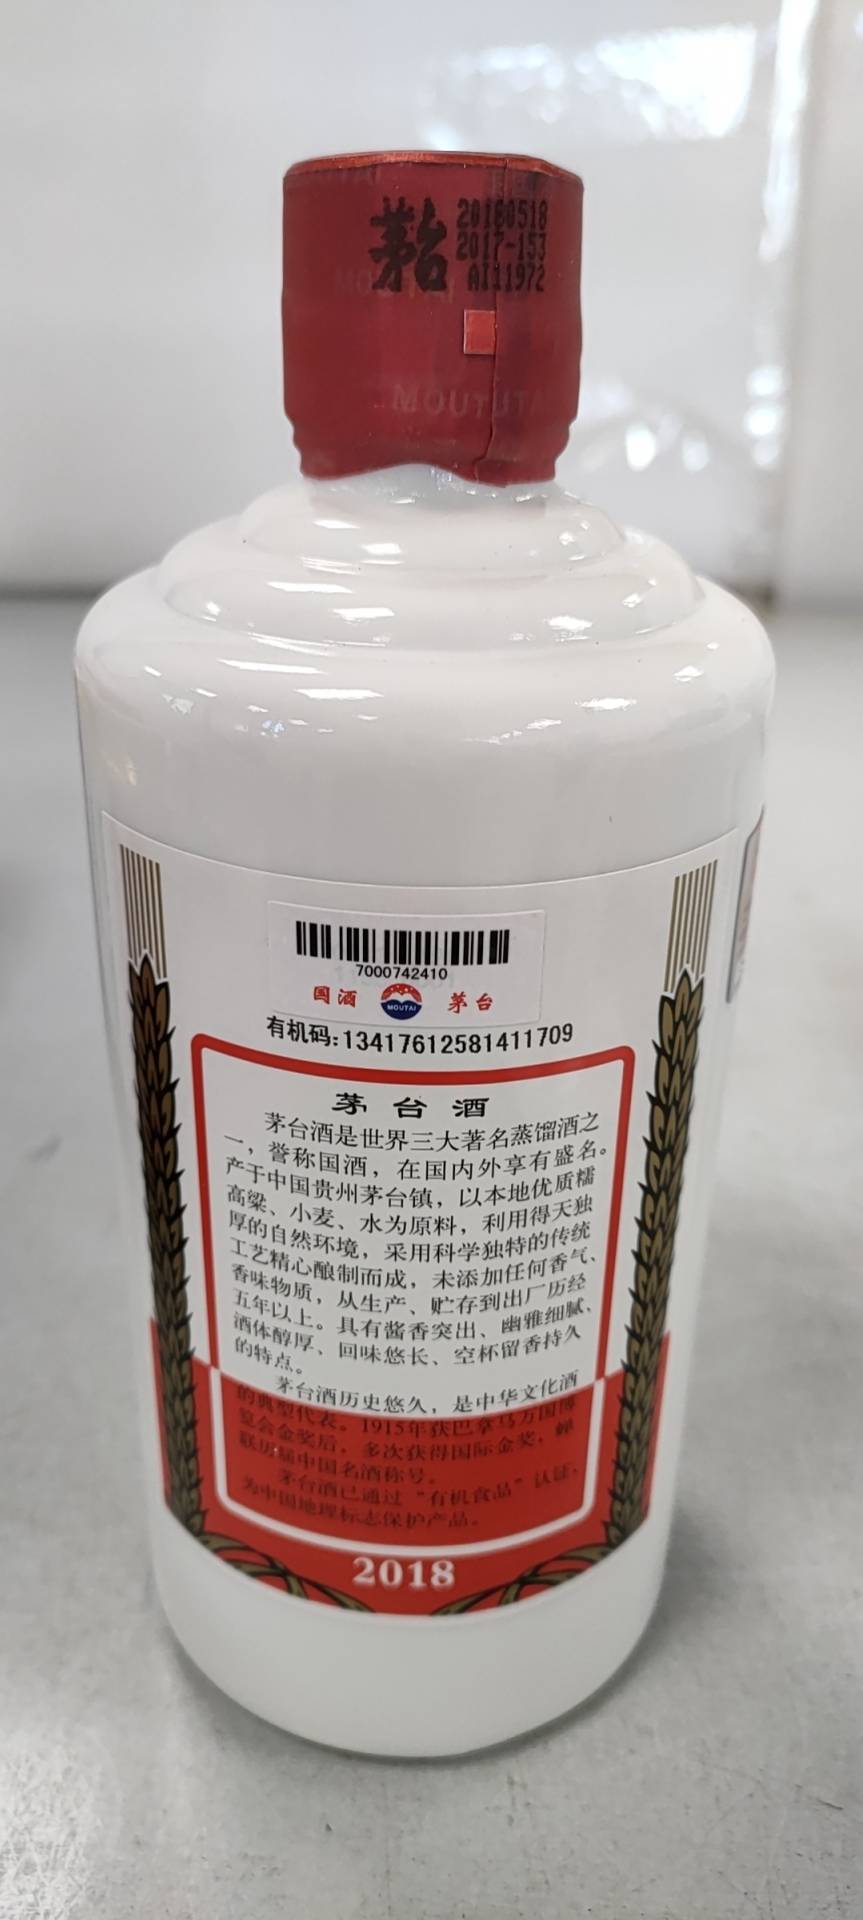 茅台
20180518
2017-153
AI11972
MOUTAI
7000742410
国酒 MOUTAI 茅台
有机码:13417612581411709
茅台酒
茅台酒是世界三大著名蒸馏酒之
一，誉称国酒，在国内外享有盛名。
产于中国贵州茅台镇，以本地优质糯
高粱、小麦、水为原料，利用得天独
厚的自然环境，采用科学独特的传统
工艺精心酿制而成，未添加任何香气、
香味物质，从生产、贮存到出厂历经
五年以上。具有酱香突出、幽雅细腻、
酒体醇厚、回味悠长、空杯留香持久
的特点。
茅台酒历史悠久，是中华文化酒
的典型代表。1915年获巴拿马万国博
览会金奖后，多次获得国际金奖，蝉
联历届中国名酒称号。
茅台酒已通过“有机食品”认证，
为中国地理标志保护产品。
2018